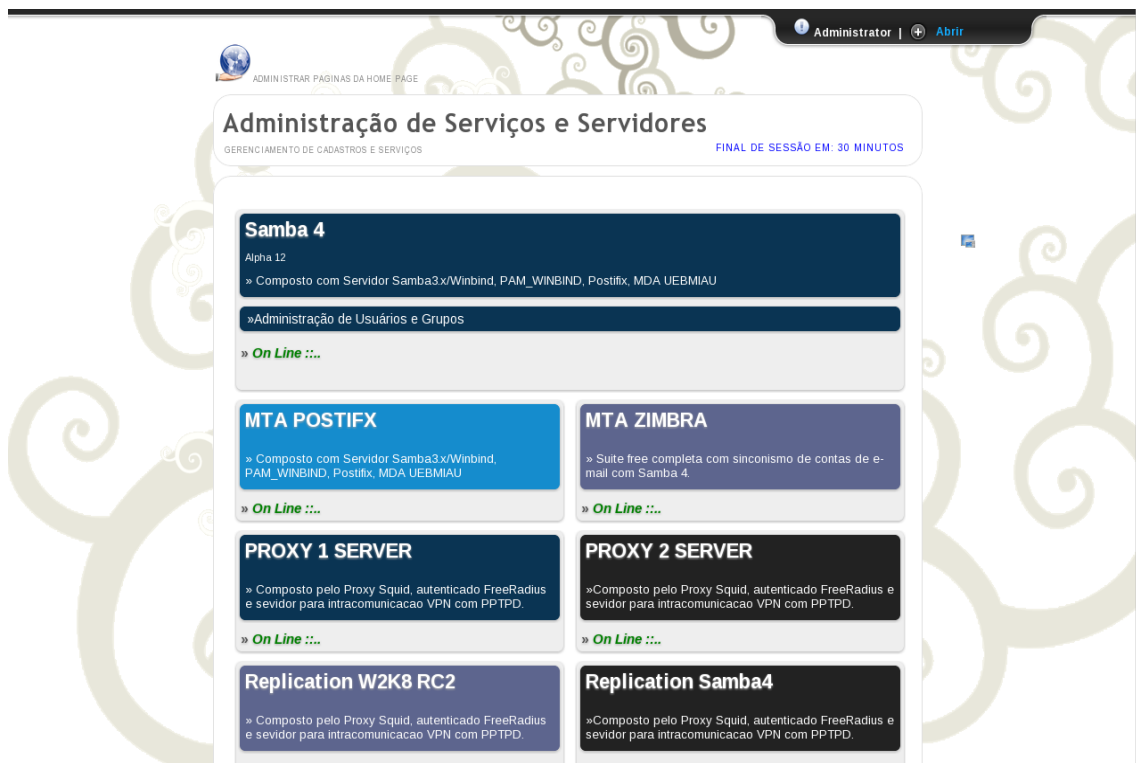 Administrator | Abrir
ADMINISTRAR PAGINAS DA HOME PAGE
Administração de Serviços e Servidores
GERENCIAMENTO DE CADASTROS E SERVIÇOS
FINAL DE SESSÃO EM: 30 MINUTOS
Samba 4
Alpha 12
» Composto com Servidor Samba3.x/Winbind, PAM_WINBIND, Postifix, MDA UEBMIAU
»Administração de Usuários e Grupos
» On Line ::..
MTA POSTIFX
» Composto com Servidor Samba3.x/Winbind,
PAM_WINBIND, Postifix, MDA UEBMIAU
» On Line ::..
MTA ZIMBRA
» Suite free completa com sinconismo de contas de e-
mail com Samba 4.
» On Line ::..
PROXY 1 SERVER
» Composto pelo Proxy Squid, autenticado FreeRadius
e sevidor para intracomunicacao VPN com PPTPD.
» On Line ::..
PROXY 2 SERVER
»Composto pelo Proxy Squid, autenticado FreeRadius e
sevidor para intracomunicacao VPN com PPTPD.
» On Line ::..
Replication W2K8 RC2
» Composto pelo Proxy Squid, autenticado FreeRadius
e sevidor para intracomunicacao VPN com PPTPD.
Replication Samba4
»Composto pelo Proxy Squid, autenticado FreeRadius e
sevidor para intracomunicacao VPN com PPTPD.